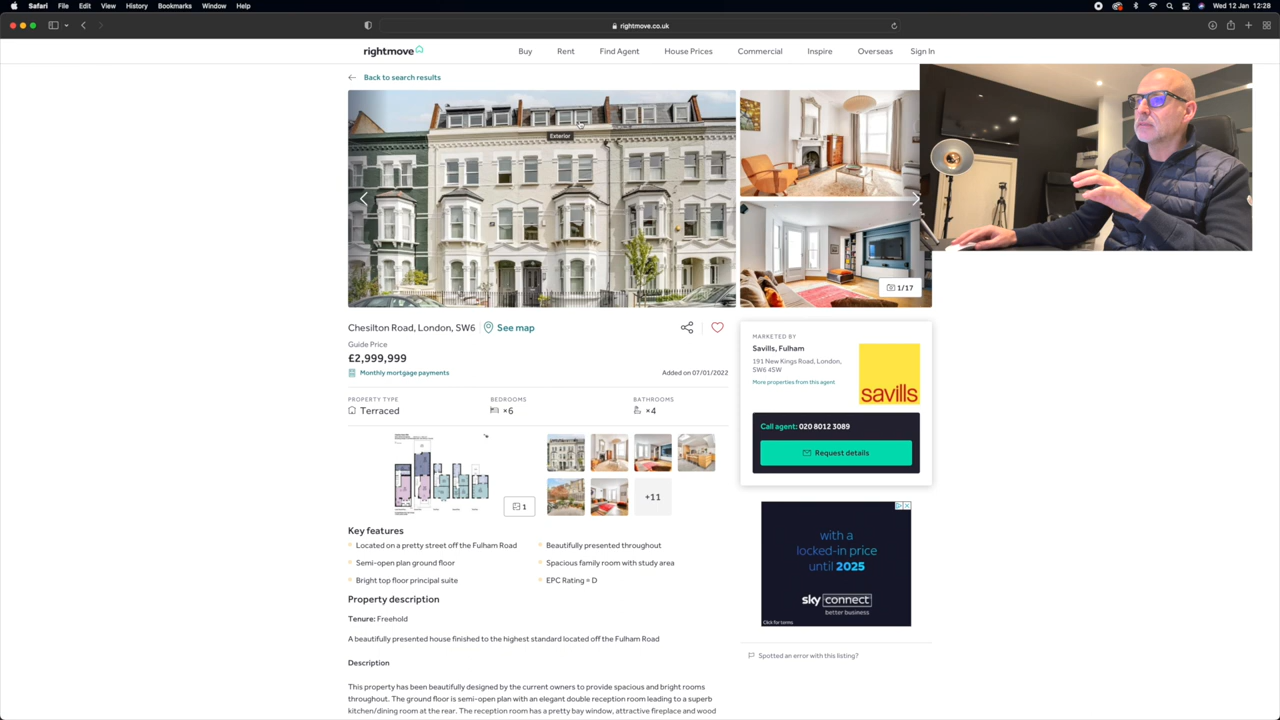 Safari File Edit View History Bookmarks Window Help
Wed 12 Jan 12:28
rightmove.co.uk
rightmove
Buy Rent Find Agent House Prices Commercial Inspire Overseas Sign In
Back to search results
Exterior
1/17
Chesilton Road, London, SW6 See map
Guide Price
£2,999,999
Monthly mortgage payments
Added on 07/01/2022
PROPERTY TYPE BEDROOMS BATHROOMS
Terraced ×6 ×4
1
+11
Key features
Located on a pretty street off the Fulham Road
Beautifully presented throughout
Semi-open plan ground floor
Spacious family room with study area
Bright top floor principal suite
EPC Rating = D
Property description
Tenure: Freehold
A beautifully presented house finished to the highest standard located off the Fulham Road
Description
This property has been beautifully designed by the current owners to provide spacious and bright rooms
throughout. The ground floor is semi-open plan with an elegant double reception room leading to a superb
kitchen/dining room at the rear. The reception room has a pretty bay window, attractive fireplace and wood
MARKETED BY
Savills, Fulham
191 New Kings Road, London,
SW6 4SW
More properties from this agent
savills
Call agent: 020 8012 3089
Request details
with a
locked-in price
until 2025
sky connect
better business
Click for terms
Spotted an error with this listing?